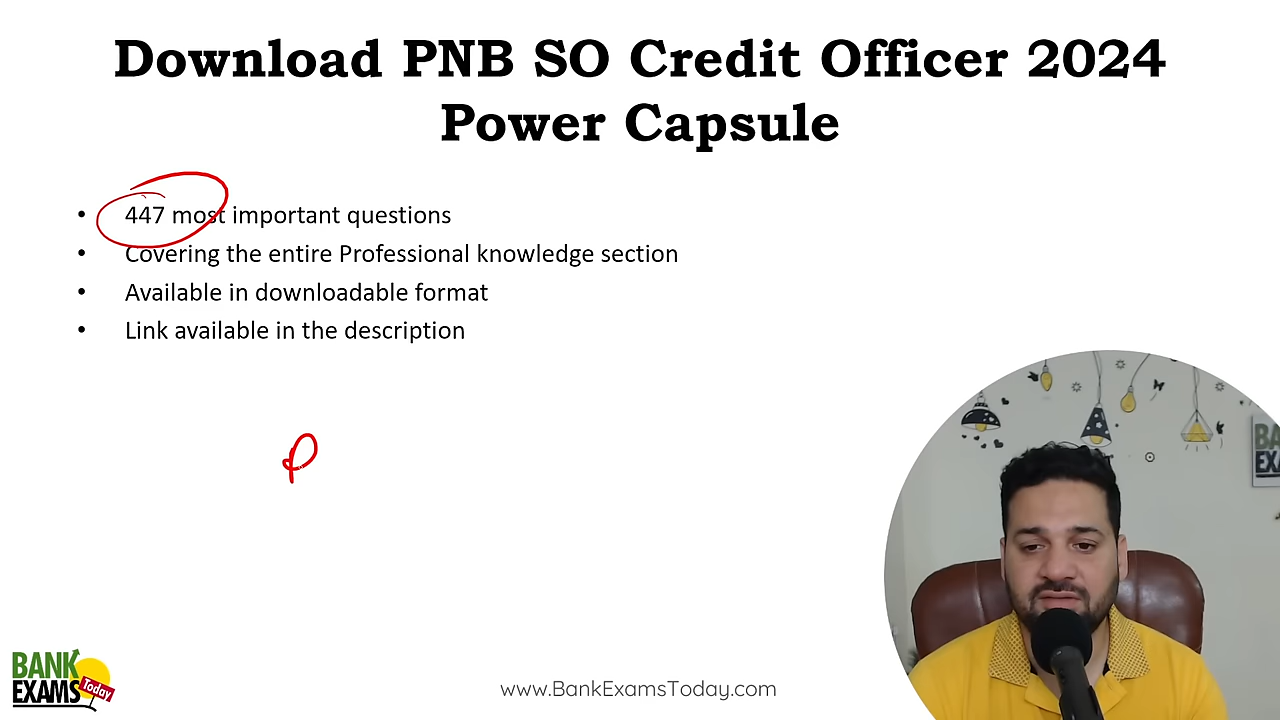 Download PNB SO Credit Officer 2024
Power Capsule
• 447 most important questions
• Covering the entire Professional knowledge section
• Available in downloadable format
• Link available in the description
P
BANK
EXAMS
Today
www.BankExamsToday.com